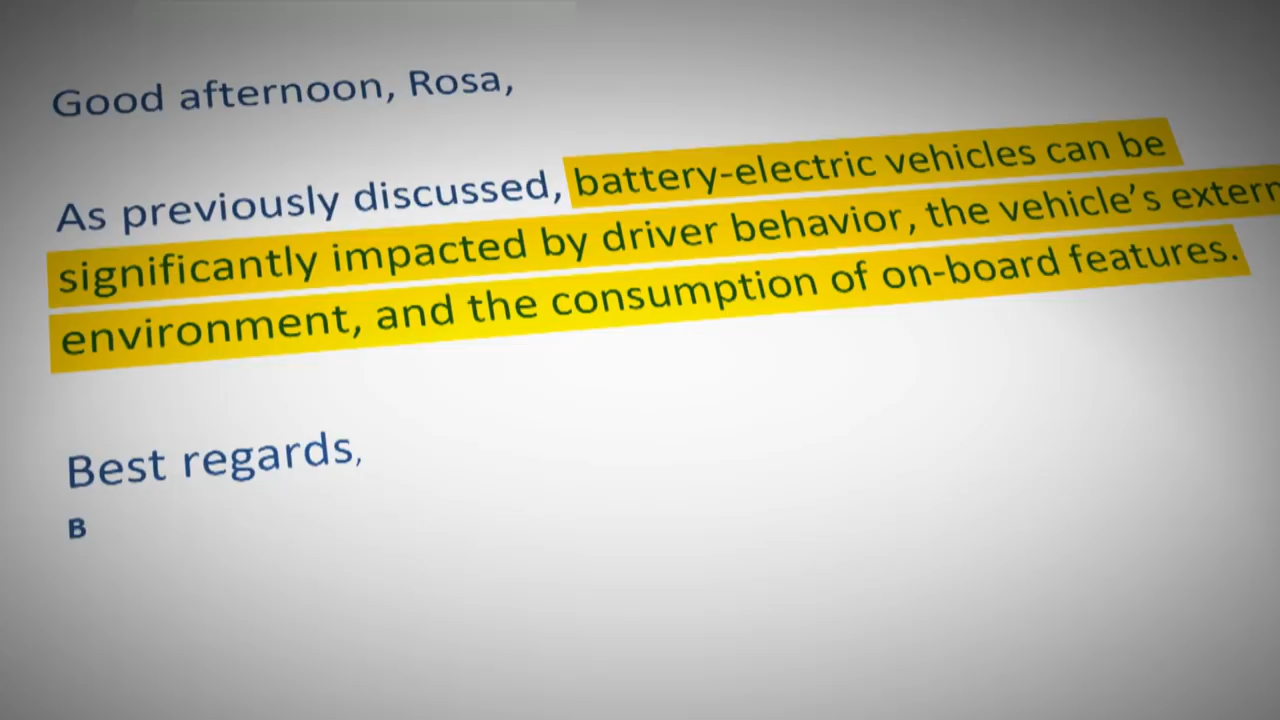 Good afternoon, Rosa,
As previously discussed, battery-electric vehicles can be
significantly impacted by driver behavior, the vehicle’s extern
environment, and the consumption of on-board features.
Best regards,
B